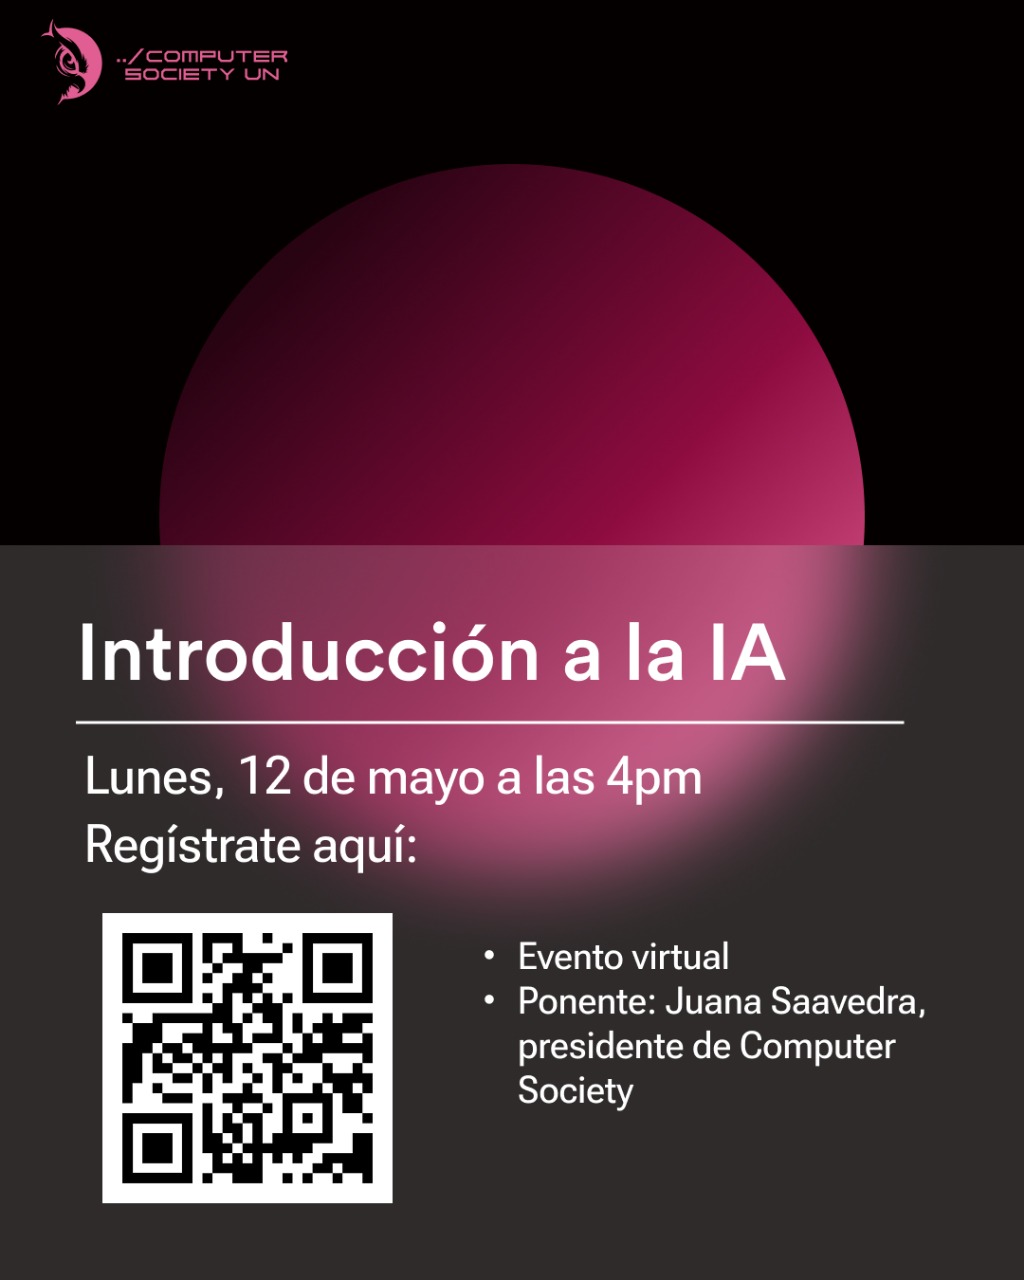 ../COMPUTER
SOCIETY UN
Introducción a la IA
Lunes, 12 de mayo a las 4pm
Regístrate aquí:
• Evento virtual
• Ponente: Juana Saavedra,
presidente de Computer
Society